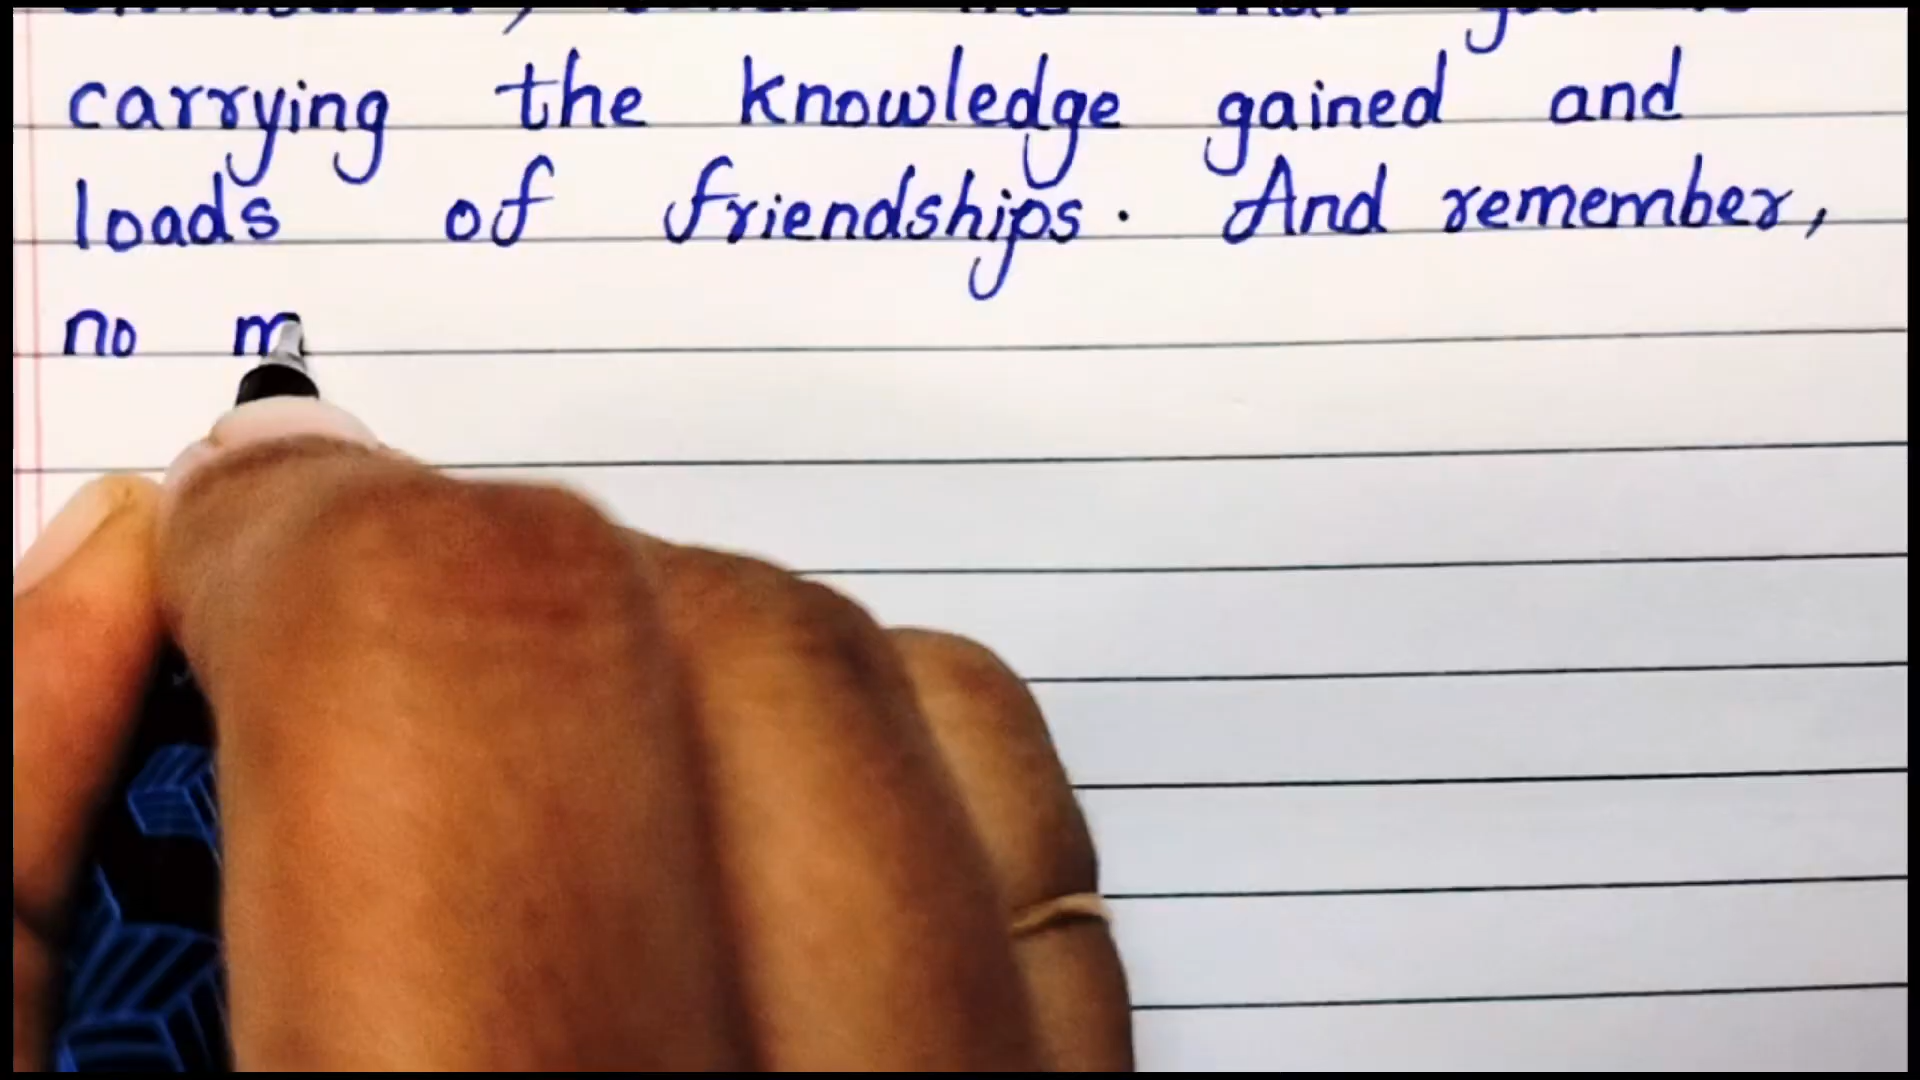 carrying the knowledge gained and
loads of friendships. And remember,
no m